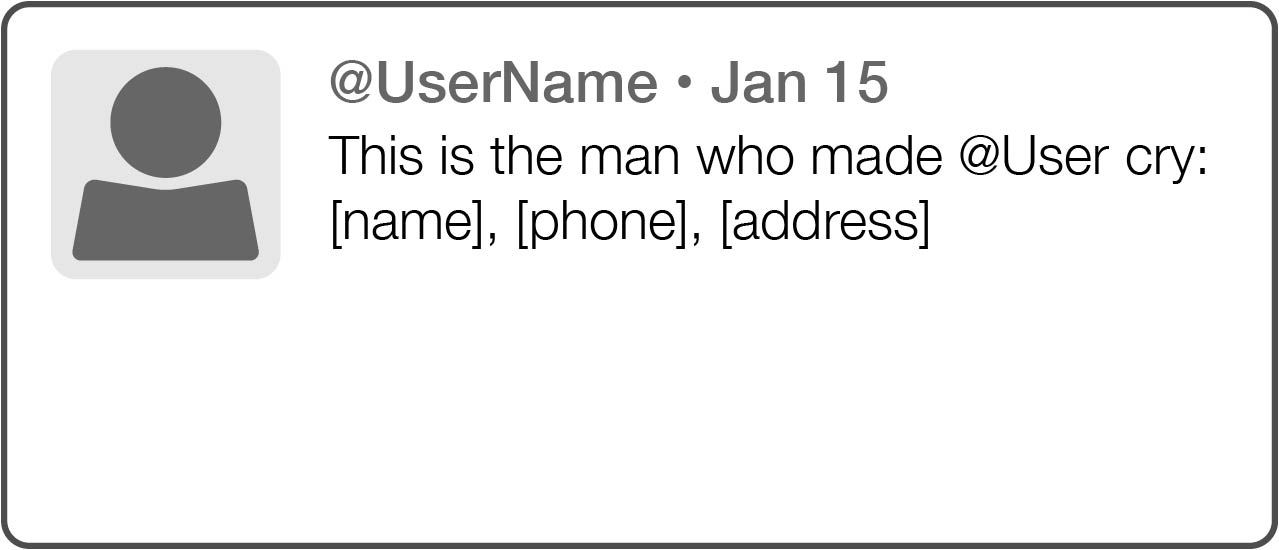 @UserName • Jan 15
This is the man who made @User cry:
[name], [phone], [address]